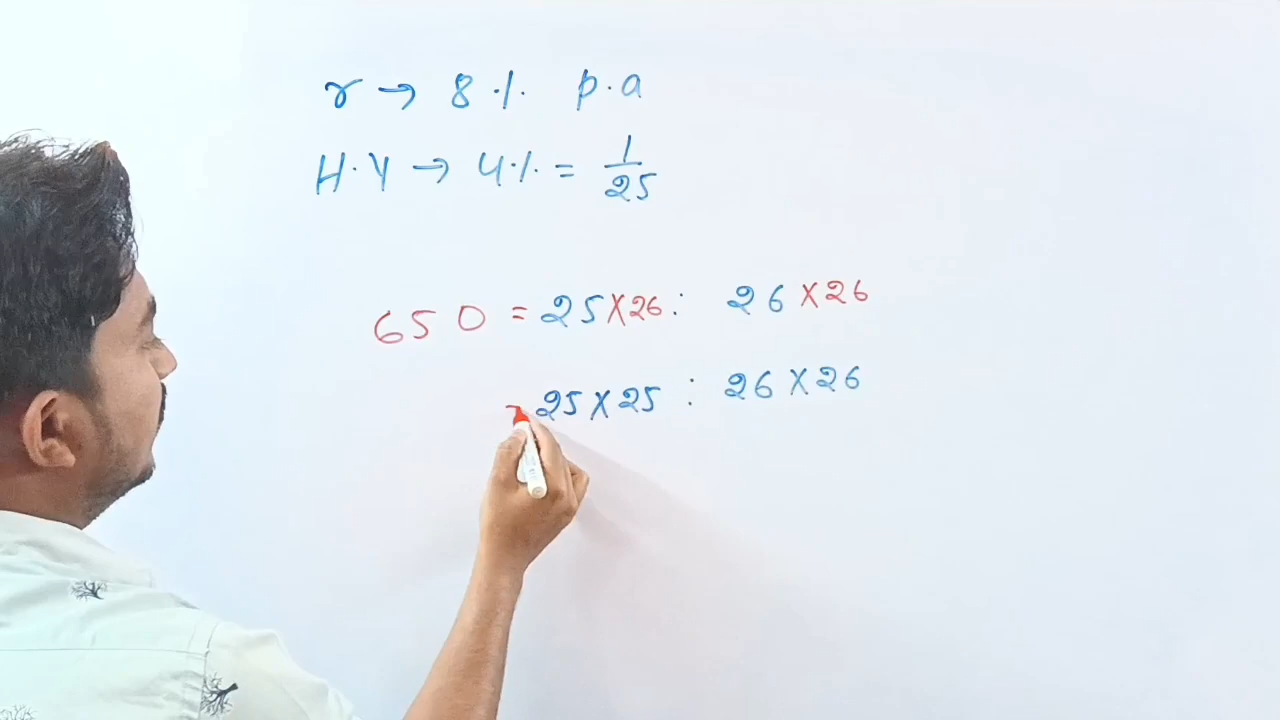 r → 8 % p.a
H.Y → 4 % = 1/25
650 = 25 × 26 : 26 × 26
25 × 25 : 26 × 26